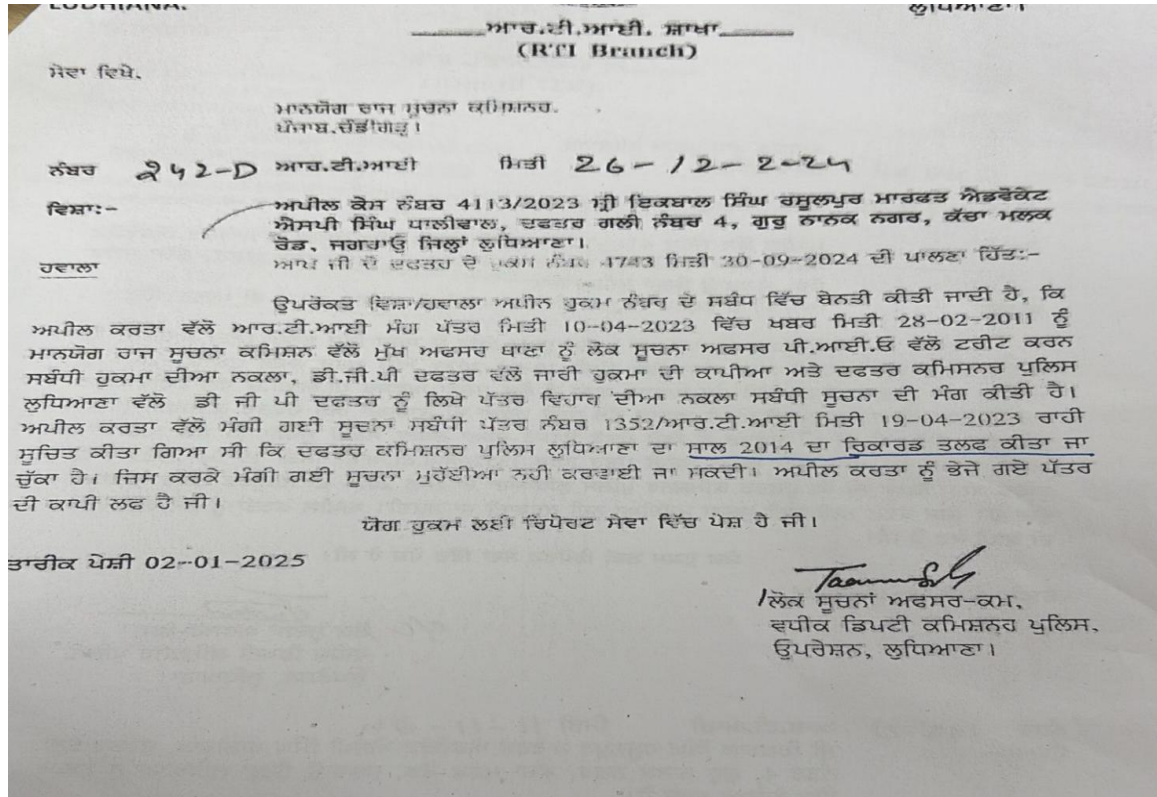 LUDHIANA. ਲੁਧਿਆਣਾ।
ਆਰ.ਟੀ.ਆਈ. ਸ਼ਾਖਾ
(RTI Branch)
ਸੇਵਾ ਵਿਖੇ,
ਮਾਨਯੋਗ ਰਾਜ ਸੂਚਨਾ ਕਮਿਸ਼ਨਰ,
ਪੰਜਾਬ,ਚੰਡੀਗੜ੍ਹ।
ਨੰਬਰ 242-D ਆਰ.ਟੀ.ਆਈ ਮਿਤੀ 26-12-2-24
ਵਿਸ਼ਾ:- ਅਪੀਲ ਕੇਸ ਨੰਬਰ 4113/2023 ਸ੍ਰੀ ਇਕਬਾਲ ਸਿੰਘ ਰਸੂਲਪੁਰ ਮਾਰਫਤ ਐਡਵੋਕੇਟ
ਐਸਪੀ ਸਿੰਘ ਧਾਲੀਵਾਲ, ਦਫਤਰ ਗਲੀ ਨੰਬਰ 4, ਗੁਰੂ ਨਾਨਕ ਨਗਰ, ਕੱਚਾ ਮਲਕ
ਰੋਡ, ਜਗਰਾਉਂ ਜਿਲ੍ਹਾਂ ਲੁਧਿਆਣਾ।
ਹਵਾਲਾ ਆਪ ਜੀ ਦੇ ਦਫਤਰ ਦੇ ਹੁਕਮ ਨੰਬਰ 4743 ਮਿਤੀ 30-09-2024 ਦੀ ਪਾਲਣਾ ਹਿੱਤ:-
ਉਪਰੋਕਤ ਵਿਸ਼ਾ/ਹਵਾਲਾ ਅਪੀਲ ਹੁਕਮ ਨੰਬਰ ਦੇ ਸਬੰਧ ਵਿੱਚ ਬੇਨਤੀ ਕੀਤੀ ਜਾਦੀ ਹੈ, ਕਿ
ਅਪੀਲ ਕਰਤਾ ਵੱਲੋ ਆਰ.ਟੀ.ਆਈ ਮੰਗ ਪੱਤਰ ਮਿਤੀ 10-04-2023 ਵਿੱਚ ਖਬਰ ਮਿਤੀ 28-02-2011 ਨੂੰ
ਮਾਨਯੋਗ ਰਾਜ ਸੂਚਨਾ ਕਮਿਸ਼ਨ ਵੱਲੋ ਮੁੱਖ ਅਫਸਰ ਥਾਣਾ ਨੂੰ ਲੋਕ ਸੂਚਨਾ ਅਫਸਰ ਪੀ.ਆਈ.ਓ ਵੱਲੋ ਟਰੀਟ ਕਰਨ
ਸਬੰਧੀ ਹੁਕਮਾ ਦੀਆ ਨਕਲਾ, ਡੀ.ਜੀ.ਪੀ ਦਫਤਰ ਵੱਲੋ ਜਾਰੀ ਹੁਕਮਾ ਦੀ ਕਾਪੀਆ ਅਤੇ ਦਫਤਰ ਕਮਿਸਨਰ ਪੁਲਿਸ
ਲੁਧਿਆਣਾ ਵੱਲੋ ਡੀ ਜੀ ਪੀ ਦਫਤਰ ਨੂੰ ਲਿਖੇ ਪੱਤਰ ਵਿਹਾਰ ਦੀਆ ਨਕਲਾ ਸਬੰਧੀ ਸੂਚਨਾ ਦੀ ਮੰਗ ਕੀਤੀ ਹੈ।
ਅਪੀਲ ਕਰਤਾ ਵੱਲੋ ਮੰਗੀ ਗਈ ਸੂਚਨਾ ਸਬੰਧੀ ਪੱਤਰ ਨੰਬਰ 1352/ਆਰ.ਟੀ.ਆਈ ਮਿਤੀ 19-04-2023 ਰਾਹੀ
ਸੂਚਿਤ ਕੀਤਾ ਗਿਆ ਸੀ ਕਿ ਦਫਤਰ ਕਮਿਸਨਰ ਪੁਲਿਸ ਲੁਧਿਆਣਾ ਦਾ ਸਾਲ 2014 ਦਾ ਰਿਕਾਰਡ ਤਲਫ ਕੀਤਾ ਜਾ
ਚੁੱਕਾ ਹੈ। ਜਿਸ ਕਰਕੇ ਮੰਗੀ ਗਈ ਸੂਚਨਾ ਮੁਹੱਈਆ ਨਹੀ ਕਰਵਾਈ ਜਾ ਸਕਦੀ। ਅਪੀਲ ਕਰਤਾ ਨੂੰ ਭੇਜੇ ਗਏ ਪੱਤਰ
ਦੀ ਕਾਪੀ ਲਫ ਹੈ ਜੀ।
ਯੋਗ ਹੁਕਮ ਲਈ ਰਿਪੋਰਟ ਸੇਵਾ ਵਿੱਚ ਪੇਸ਼ ਹੈ ਜੀ।
ਤਾਰੀਕ ਪੇਸ਼ੀ 02-01-2025
ਲੋਕ ਸੂਚਨਾਂ ਅਫਸਰ-ਕਮ,
ਵਧੀਕ ਡਿਪਟੀ ਕਮਿਸ਼ਨਰ ਪੁਲਿਸ,
ਉਪਰੇਸ਼ਨ, ਲੁਧਿਆਣਾ।